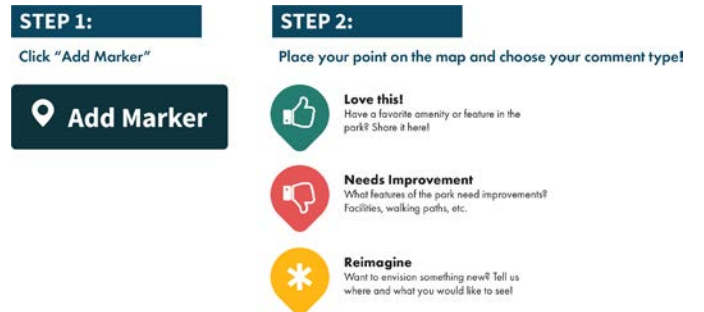 STEP 1:
Click “Add Marker”
Add Marker
STEP 2:
Place your point on the map and choose your comment type!
Love this!
Have a favorite amenity or feature in the
park? Share it here!
Needs Improvement
What features of the park need improvements?
Facilities, walking paths, etc.
Reimagine
Want to envision something new? Tell us
where and what you would like to see!